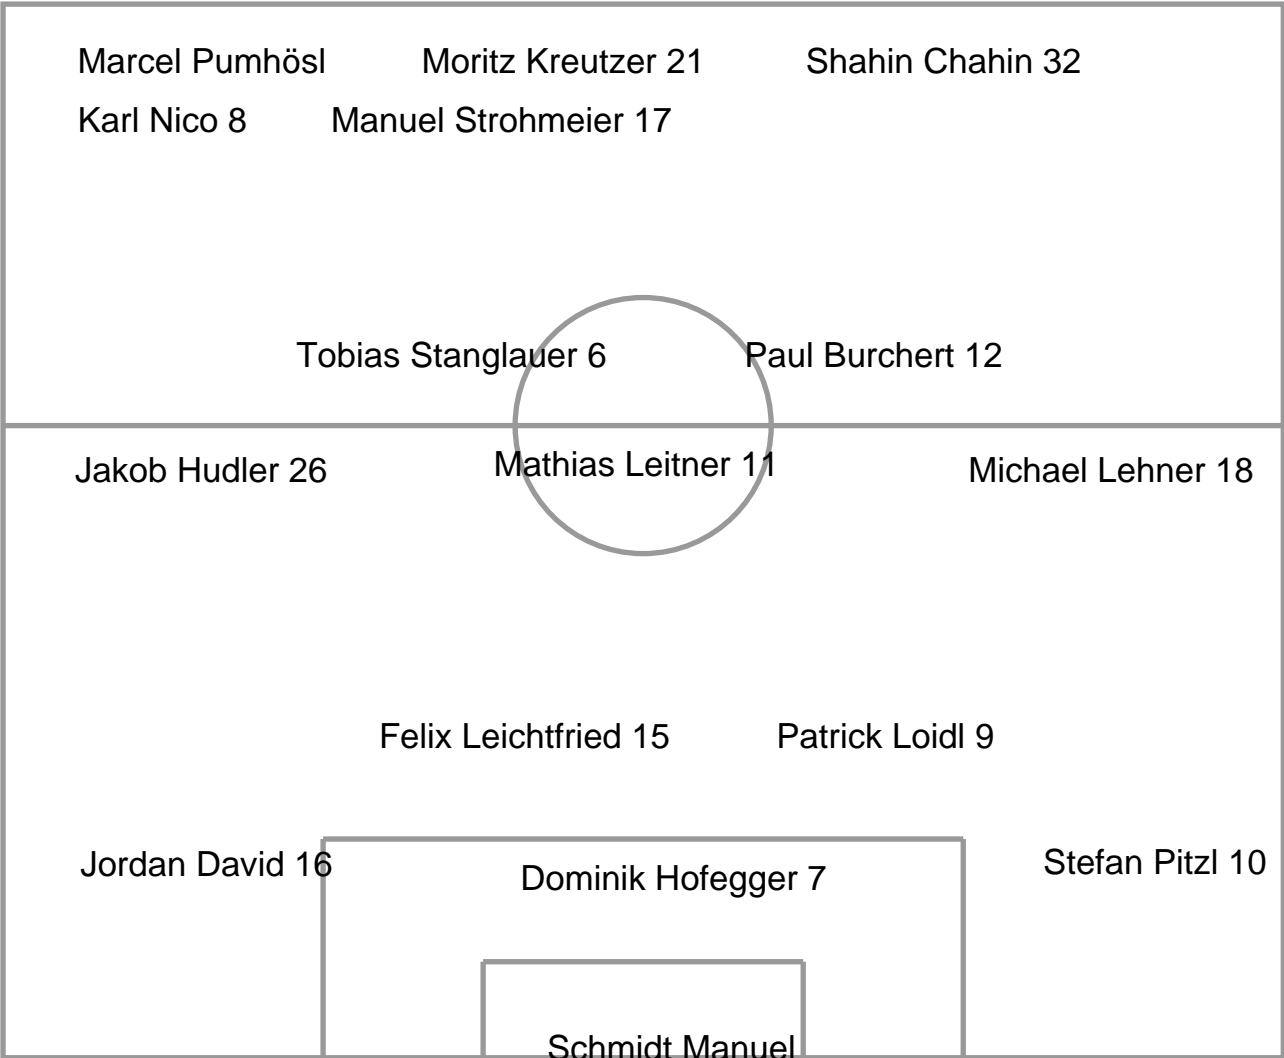 Marcel Pumhösl Moritz Kreutzer 21 Shahin Chahin 32
Karl Nico 8 Manuel Strohmeier 17
Tobias Stanglauer 6 Paul Burchert 12
Jakob Hudler 26 Mathias Leitner 11 Michael Lehner 18
Felix Leichtfried 15 Patrick Loidl 9
Jordan David 16 Dominik Hofegger 7 Stefan Pitzl 10
Schmidt Manuel